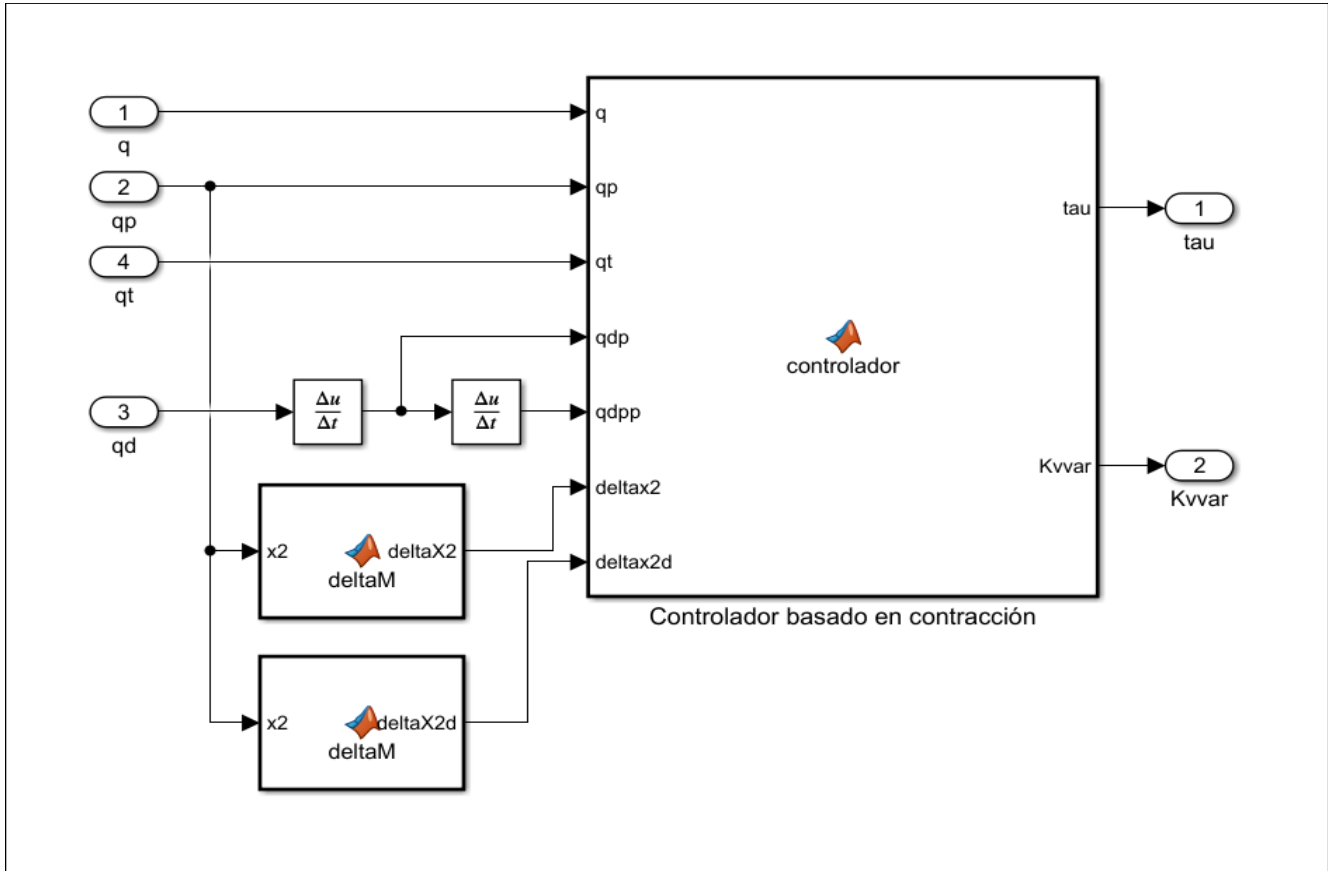 1
q
q
2
qp
qp
tau
1
tau
4
qt
qt
qdp
controlador
3
qd
Δu
Δt
Δu
Δt
qdpp
Kvvar
2
Kvvar
deltax2
x2
deltaX2
deltaM
deltax2d
Controlador basado en contracción
x2
deltaX2d
deltaM